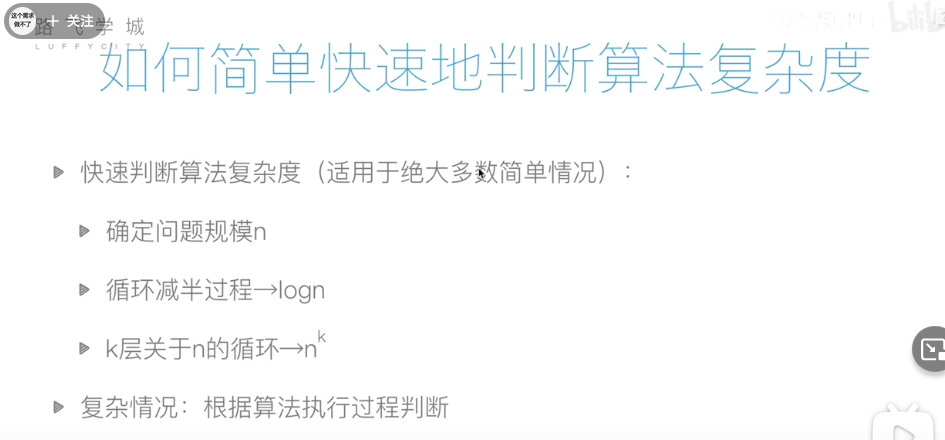 这个需求
做不了
+ 关注
路飞学城
LUFFYCITY
如何简单快速地判断算法复杂度
快速判断算法复杂度（适用于绝大多数简单情况）：
确定问题规模n
循环减半过程→logn
k层关于n的循环→nᵏ
复杂情况：根据算法执行过程判断